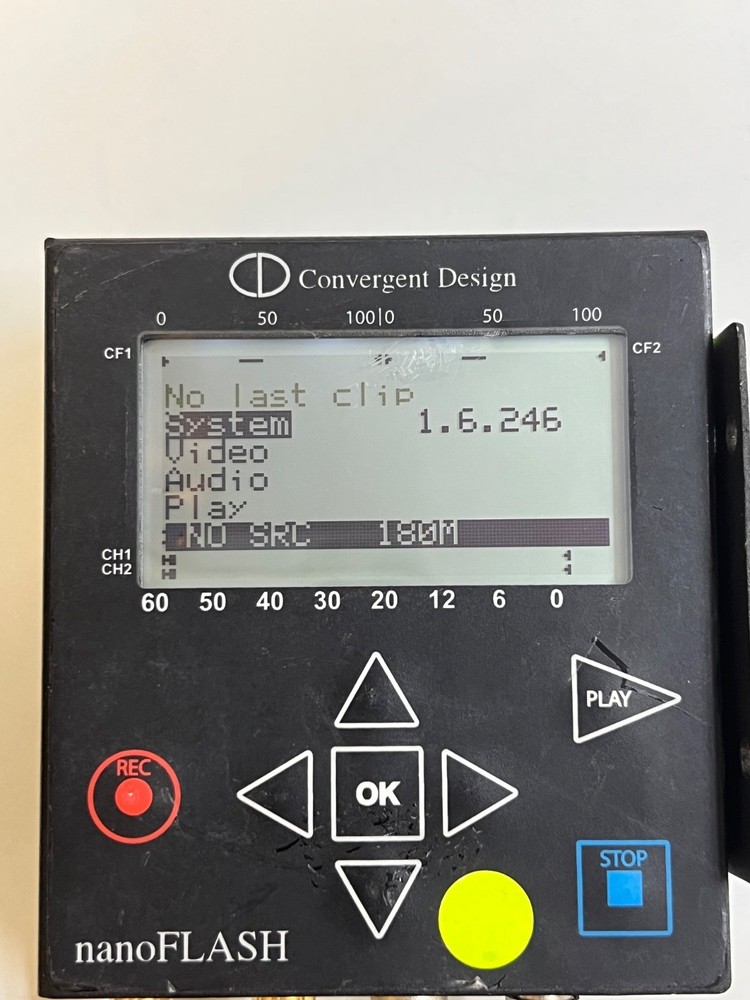 CD Convergent Design
0 50 100|0 50 100
CF1 CF2
No last clip
System 1.6.246
Video
Audio
Play
NO SRC 180M
CH1
CH2
60 50 40 30 20 12 6 0
PLAY
REC
OK
STOP
nanoFLASH